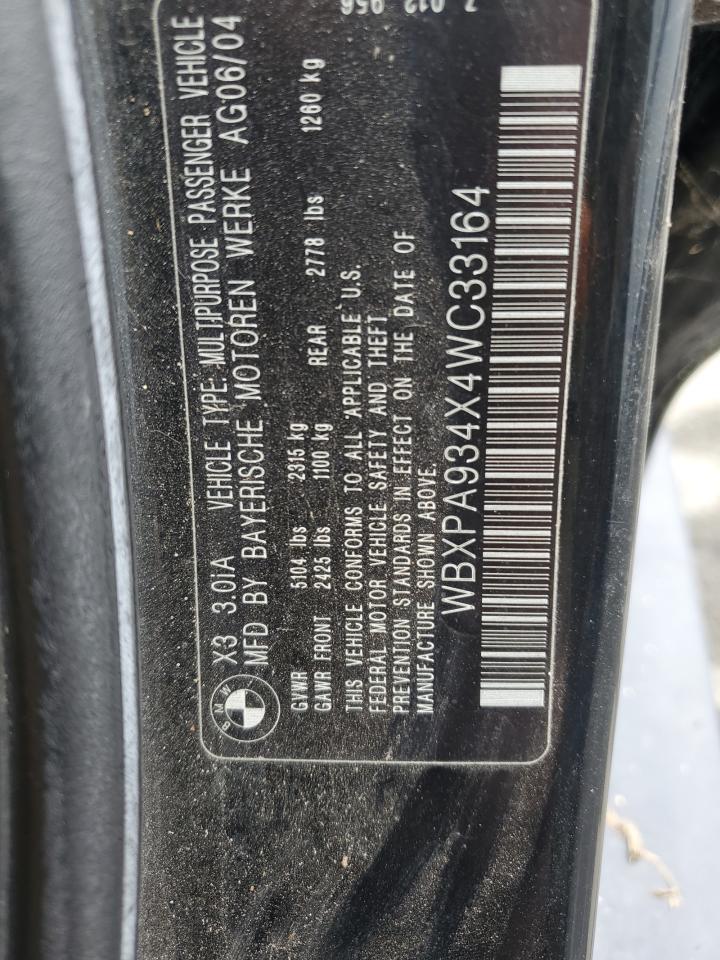 7 012 956
BMW
X3 3.0iA VEHICLE TYPE: MULTIPURPOSE PASSENGER VEHICLE
MFD BY BAYERISCHE MOTOREN WERKE AG06/04
GVWR 5104 lbs 2315 kg
GAWR FRONT 2425 lbs 1100 kg REAR 2778 lbs 1260 kg
THIS VEHICLE CONFORMS TO ALL APPLICABLE U.S.
FEDERAL MOTOR VEHICLE SAFETY AND THEFT
PREVENTION STANDARDS IN EFFECT ON THE DATE OF
MANUFACTURE SHOWN ABOVE.
WBXPA934X4WC33164